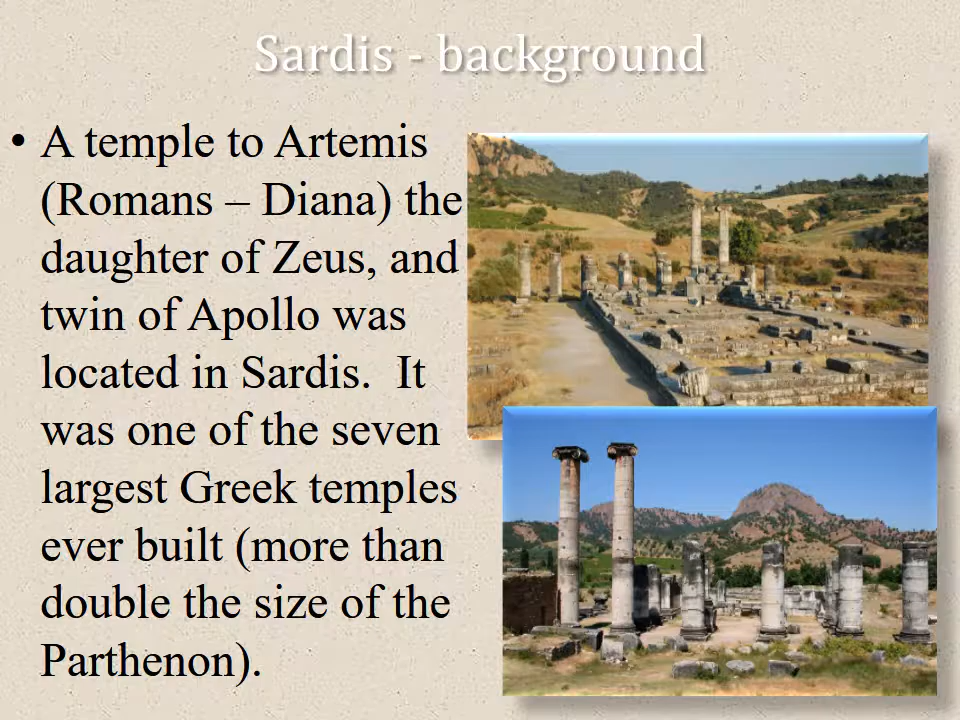 Sardis - background
• A temple to Artemis
(Romans – Diana) the
daughter of Zeus, and
twin of Apollo was
located in Sardis.  It
was one of the seven
largest Greek temples
ever built (more than
double the size of the
Parthenon).